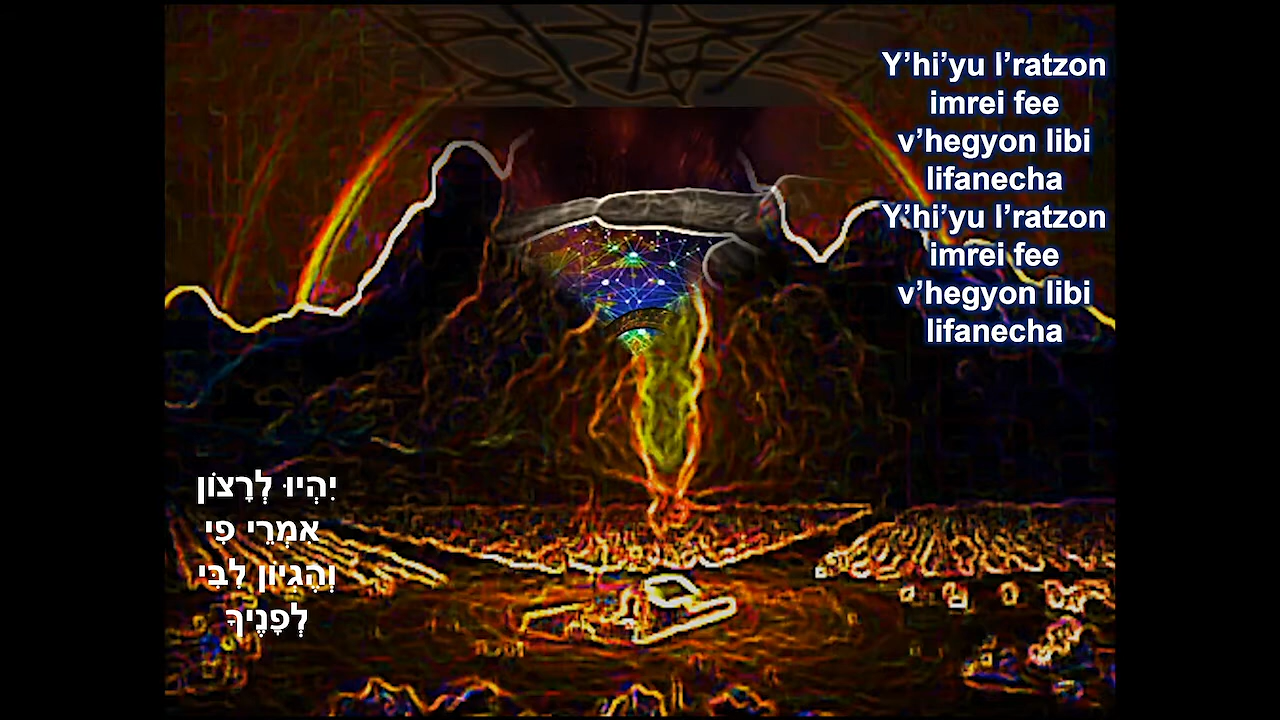 Y’hi’yu l’ratzon
imrei fee
v’hegyon libi
lifanecha
Y’hi’yu l’ratzon
imrei fee
v’hegyon libi
lifanecha
יִהְיוּ לְרָצוֹן
אִמְרֵי פִי
וְהֶגְיוֹן לִבִּי
לְפָנֶיךָ